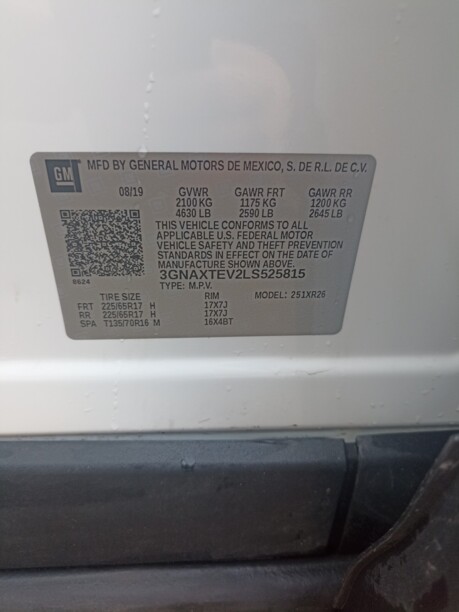 GM
MFD BY GENERAL MOTORS DE MEXICO, S. DE R.L. DE C.V.
08/19 GVWR GAWR FRT GAWR RR
2100 KG 1175 KG 1200 KG
4630 LB 2590 LB 2645 LB
THIS VEHICLE CONFORMS TO ALL
APPLICABLE U.S. FEDERAL MOTOR
VEHICLE SAFETY AND THEFT PREVENTION
STANDARDS IN EFFECT ON THE DATE OF
MANUFACTURE SHOWN ABOVE.
3GNAXTEV2LS525815
8624 TYPE: M.P.V.
TIRE SIZE RIM MODEL: 251XR26
FRT 225/65R17 H 17X7J
RR 225/65R17 H 17X7J
SPA T135/70R16 M 16X4BT